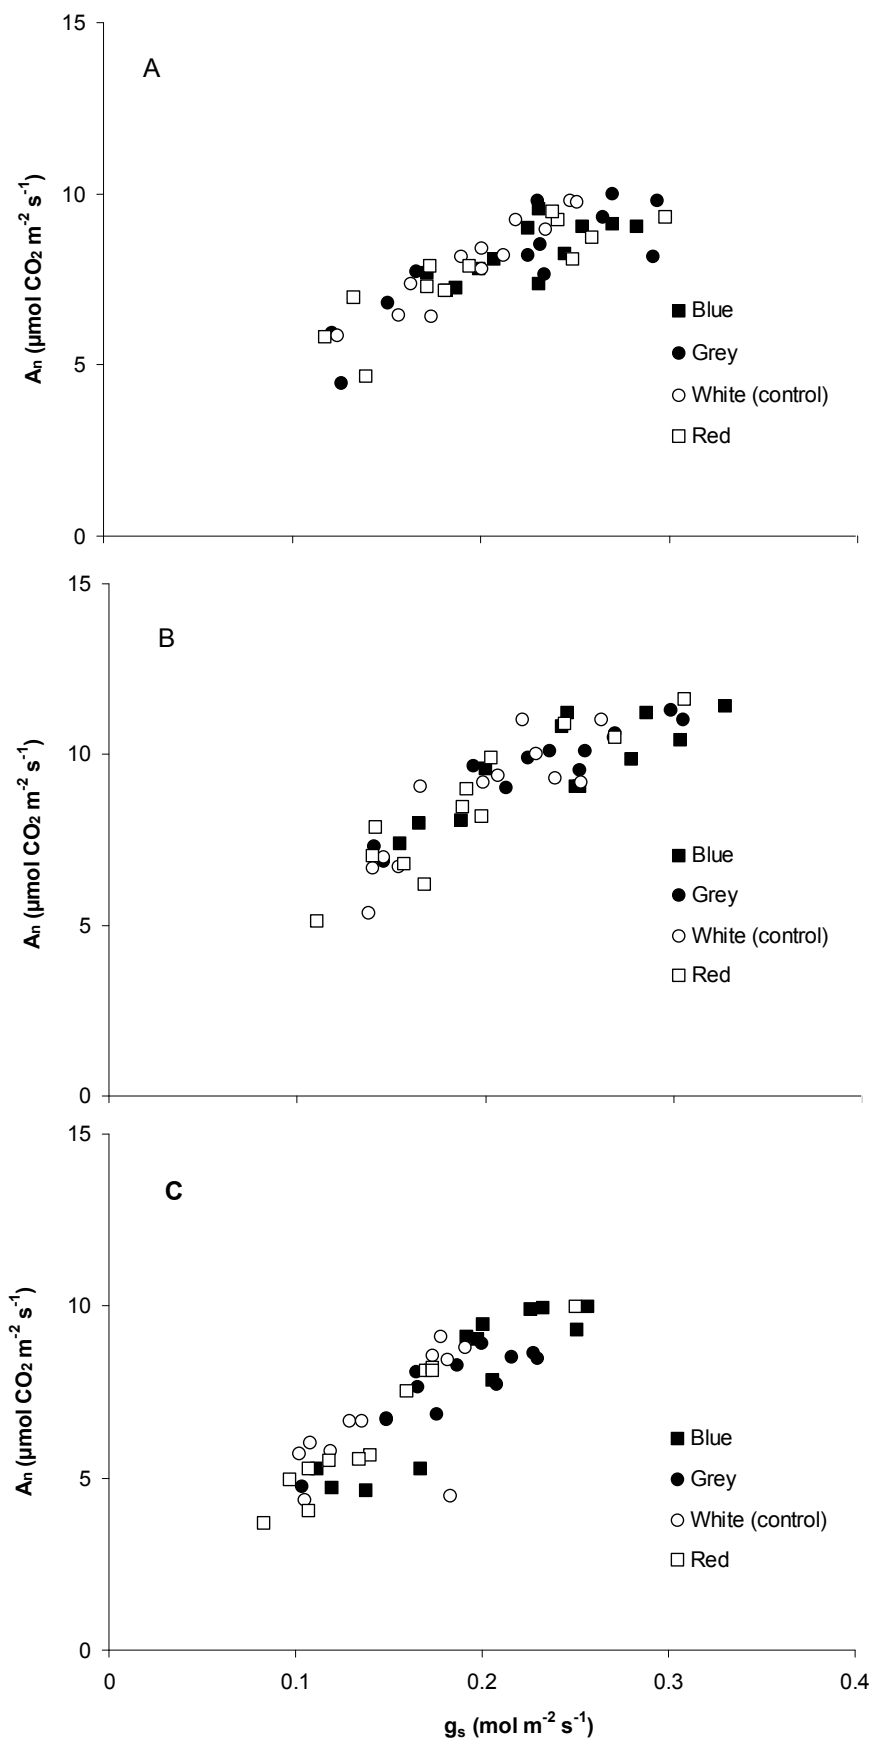 15
A
10
5
0
Aₙ (µmol CO₂ m⁻² s⁻¹)
Blue
Grey
White (control)
Red
15
B
10
5
0
Aₙ (µmol CO₂ m⁻² s⁻¹)
Blue
Grey
White (control)
Red
15
C
10
5
0
Aₙ (µmol CO₂ m⁻² s⁻¹)
Blue
Grey
White (control)
Red
0 0.1 0.2 0.3 0.4
gₛ (mol m⁻² s⁻¹)